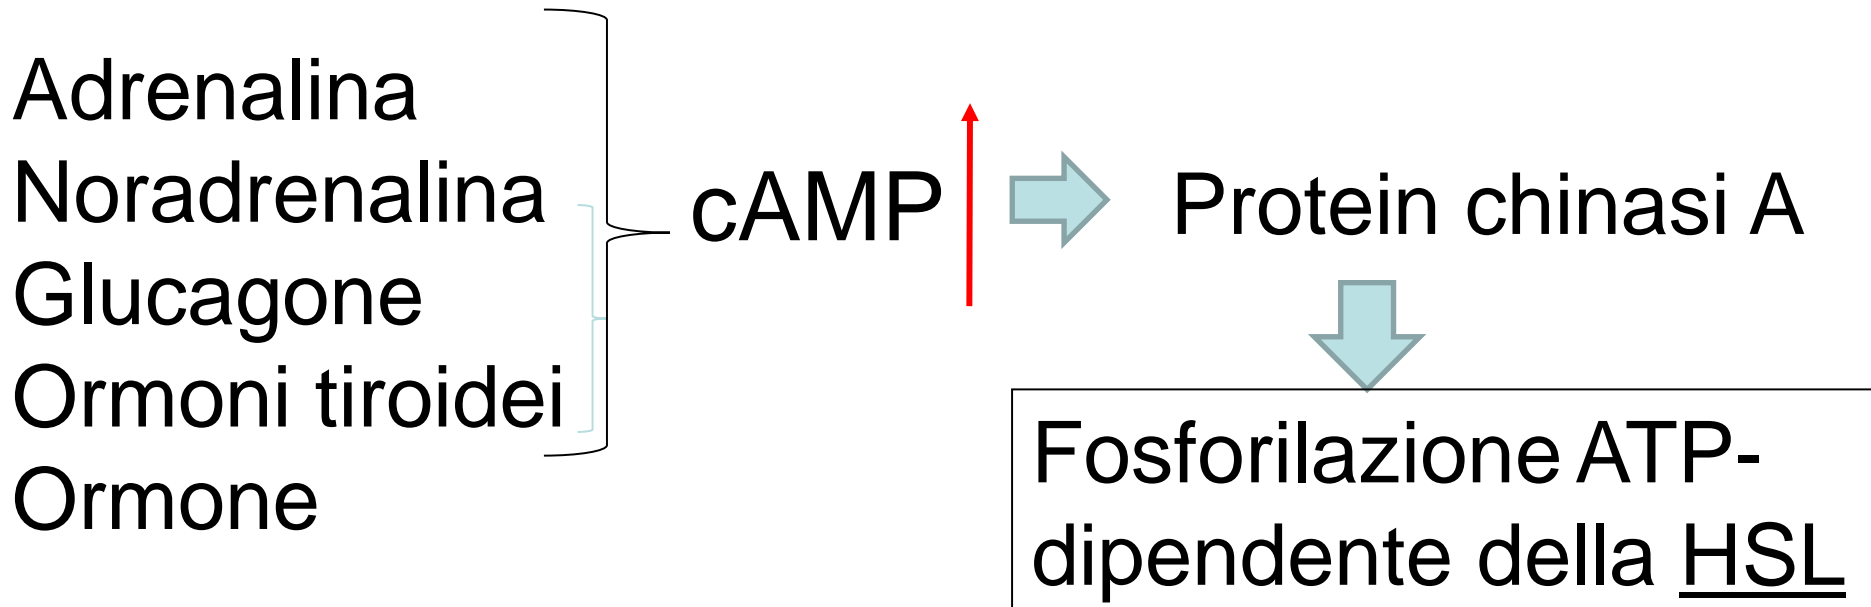 Adrenalina
Noradrenalina
Glucagone
Ormoni tiroidei
Ormone
cAMP
Protein chinasi A
Fosforilazione ATP-
dipendente della HSL